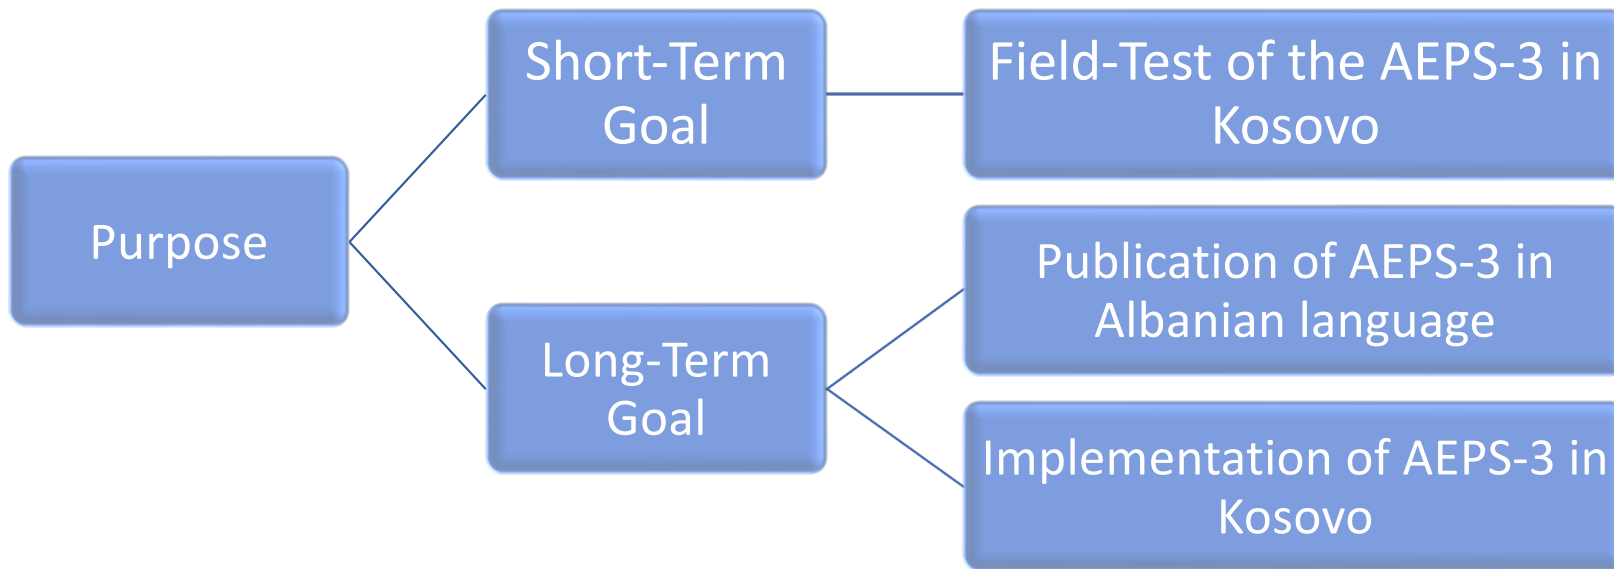 Purpose
Short-Term
Goal
Field-Test of the AEPS-3 in
Kosovo
Long-Term
Goal
Publication of AEPS-3 in
Albanian language
Implementation of AEPS-3 in
Kosovo